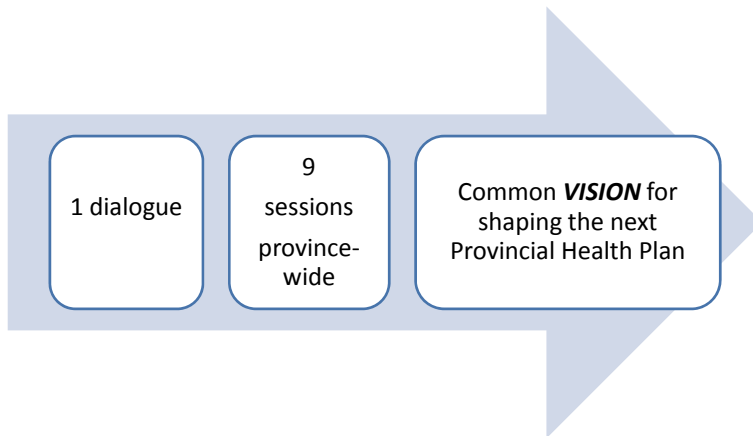 1 dialogue
9
sessions
province-
wide
Common VISION for
shaping the next
Provincial Health Plan